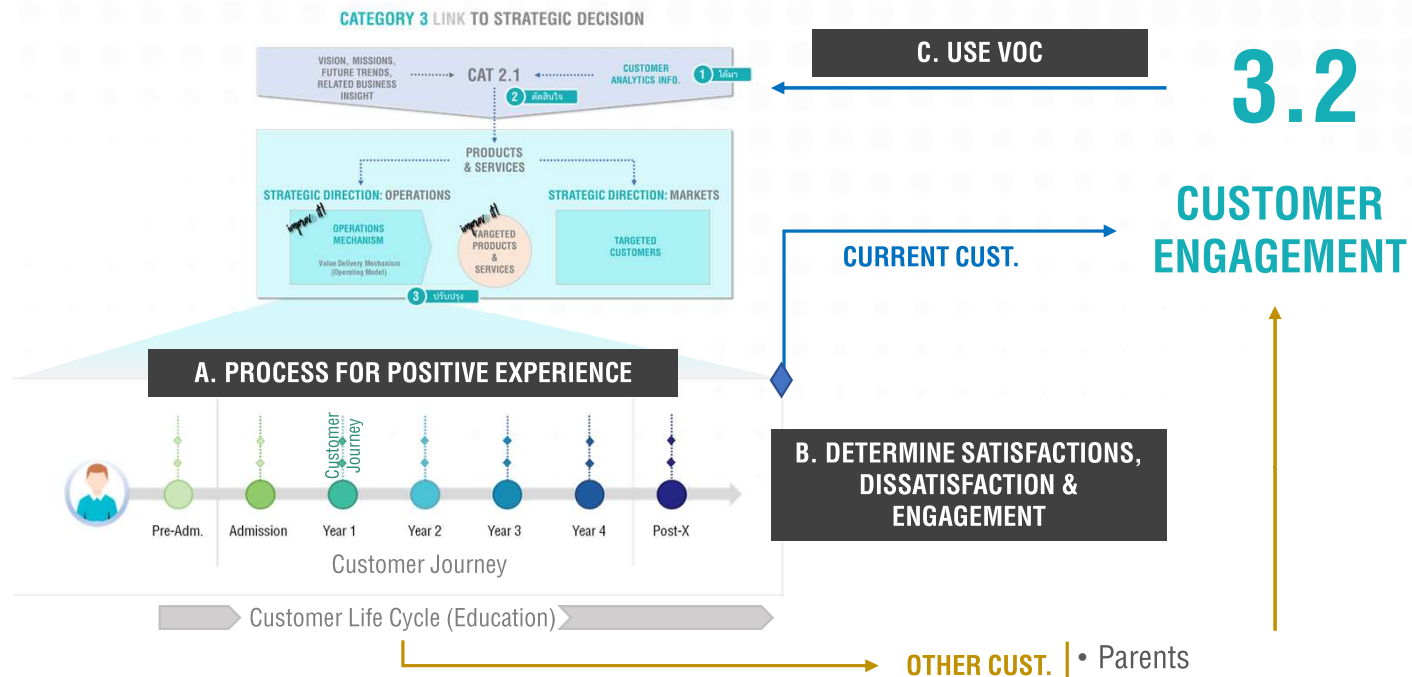 CATEGORY 3 LINK TO STRATEGIC DECISION
VISION, MISSIONS,
FUTURE TRENDS,
RELATED BUSINESS
INSIGHT
CAT 2.1
CUSTOMER
ANALYTICS INFO.
1 ได้มา
2 ตัดสินใจ
PRODUCTS
& SERVICES
STRATEGIC DIRECTION: OPERATIONS
STRATEGIC DIRECTION: MARKETS
improve it!
OPERATIONS
MECHANISM
Value Delivery Mechanism
(Operating Model)
improve it!
TARGETED
PRODUCTS
&
SERVICES
TARGETED
CUSTOMERS
3 ปรับปรุง
C. USE VOC
3.2
CUSTOMER
ENGAGEMENT
CURRENT CUST.
A. PROCESS FOR POSITIVE EXPERIENCE
Customer
Journey
Pre-Adm.
Admission
Year 1
Year 2
Year 3
Year 4
Post-X
Customer Journey
B. DETERMINE SATISFACTIONS,
DISSATISFACTION &
ENGAGEMENT
Customer Life Cycle (Education)
OTHER CUST.
• Parents